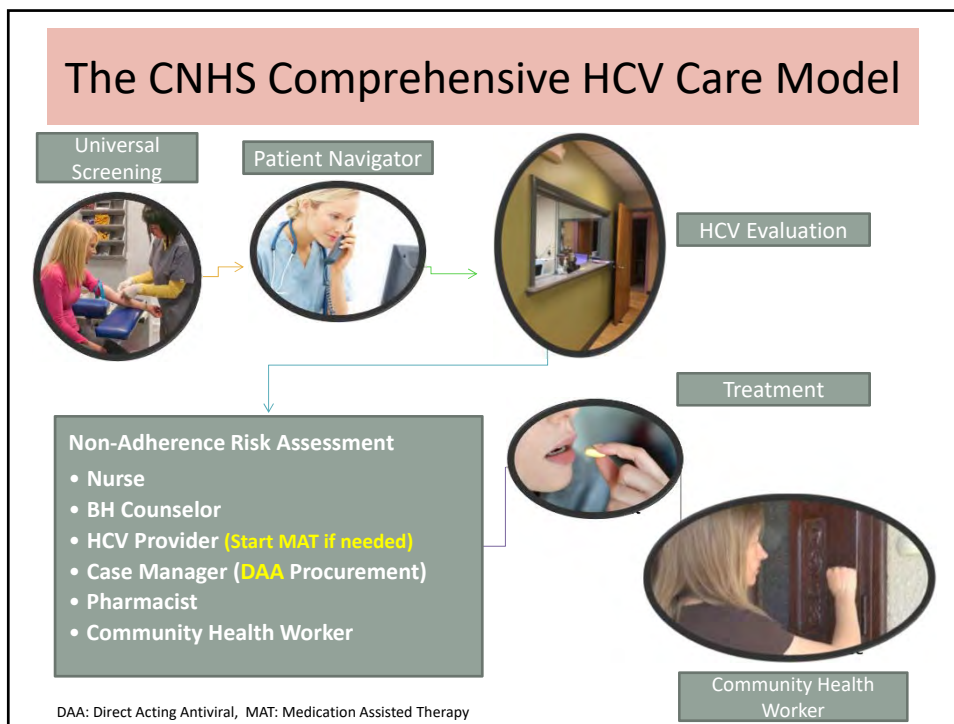 The CNHS Comprehensive HCV Care Model
Universal
Screening
Patient Navigator
HCV Evaluation
Treatment
Non-Adherence Risk Assessment
• Nurse
• BH Counselor
• HCV Provider (Start MAT if needed)
• Case Manager (DAA Procurement)
• Pharmacist
• Community Health Worker
Community Health
Worker
DAA: Direct Acting Antiviral, MAT: Medication Assisted Therapy